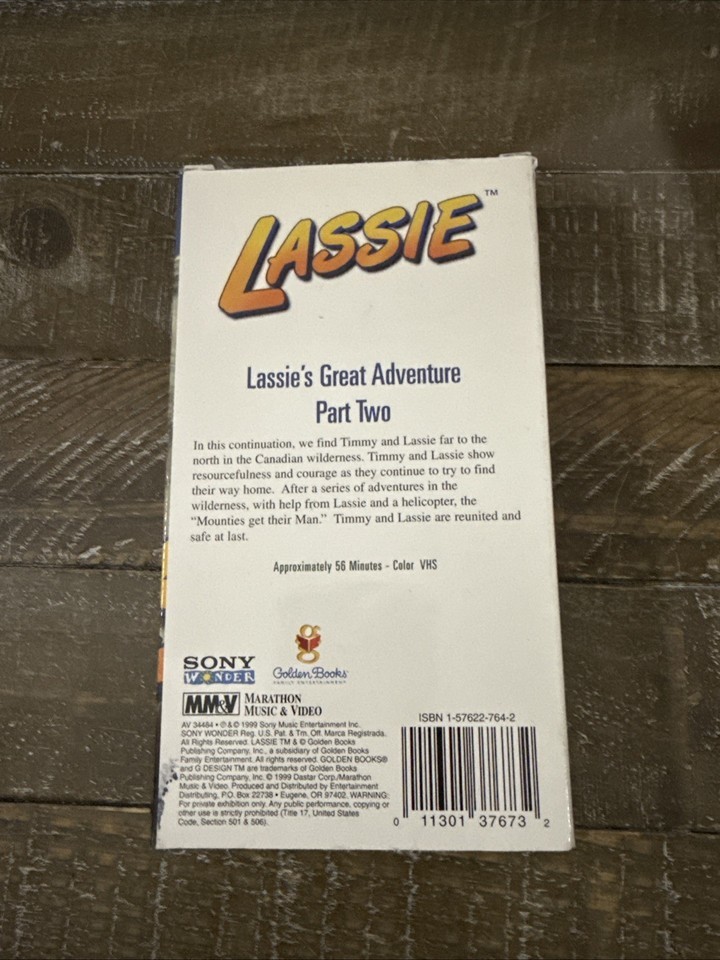 LASSIE™
Lassie's Great Adventure
Part Two
In this continuation, we find Timmy and Lassie far to the
north in the Canadian wilderness. Timmy and Lassie show
resourcefulness and courage as they continue to try to find
their way home. After a series of adventures in the
wilderness, with help from Lassie and a helicopter, the
"Mounties get their Man." Timmy and Lassie are reunited and
safe at last.
Approximately 56 Minutes - Color VHS
SONY
WONDER
Golden Books®
FAMILY ENTERTAINMENT
MM&V MARATHON
MUSIC & VIDEO
AV 34484 • ℗ & © 1999 Sony Music Entertainment Inc.
SONY WONDER Reg. U.S. Pat. & Tm. Off. Marca Registrada.
All Rights Reserved. LASSIE TM & © Golden Books
Publishing Company, Inc., a subsidiary of Golden Books
Family Entertainment. All rights reserved. GOLDEN BOOKS®
and G DESIGN TM are trademarks of Golden Books
Publishing Company, Inc. © 1999 Dastar Corp./Marathon
Music & Video. Produced and Distributed by Entertainment
Distributing, P.O. Box 22738 • Eugene, OR 97402. WARNING:
For private exhibition only. Any public performance, copying or
other use is strictly prohibited (Title 17, United States
Code, Section 501 & 506).
ISBN 1-57622-764-2
0 11301 37673 2